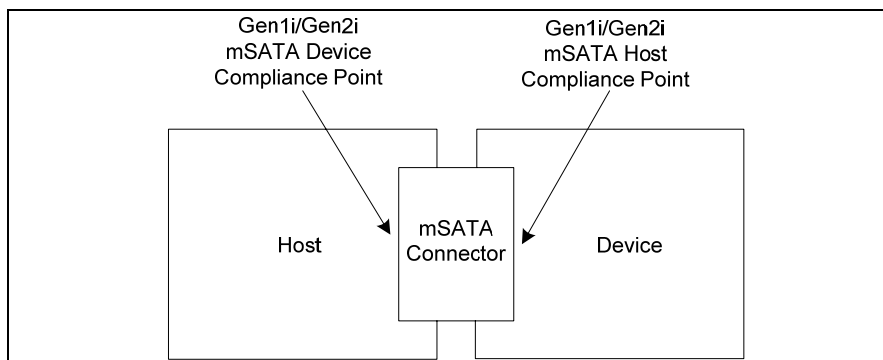 Gen1i/Gen2i
mSATA Device
Compliance Point
Gen1i/Gen2i
mSATA Host
Compliance Point
Host
mSATA
Connector
Device